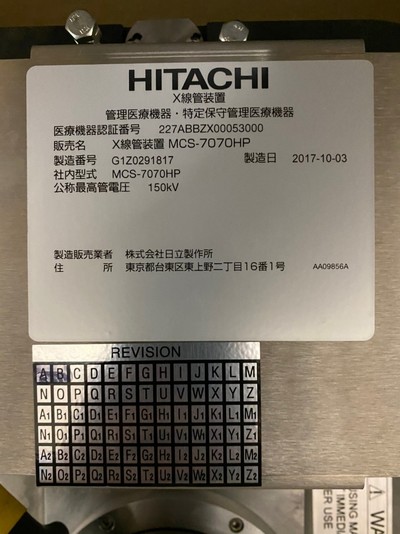 HITACHI
X線管装置
管理医療機器・特定保守管理医療機器
医療機器認証番号 227ABBZX00053000
販売名 X線管装置 MCS-7070HP
製造番号 G1Z0291817 製造日 2017-10-03
社内型式 MCS-7070HP
公称最高管電圧 150kV
製造販売業者 株式会社日立製作所
住 所 東京都台東区東上野二丁目16番1号 AA09856A
REVISION
A B C D E F G H I J K L M
N O P Q R S T U V W X Y Z
A1 B1 C1 D1 E1 F1 G1 H1 I1 J1 K1 L1 M1
N1 O1 P1 Q1 R1 S1 T1 U1 V1 W1 X1 Y1 Z1
A2 B2 C2 D2 E2 F2 G2 H2 I2 J2 K2 L2 M2
N2 O2 P2 Q2 R2 S2 T2 U2 V2 W2 X2 Y2 Z2